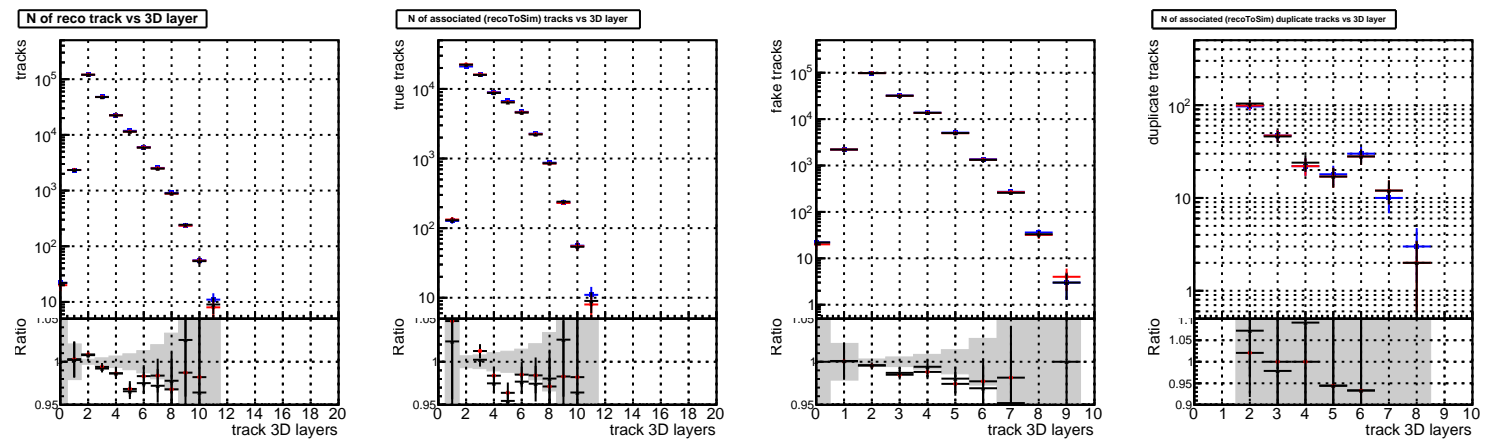 N of reco track vs 3D layer
tracks
10^5
10^4
10^3
10^2
10
1.05
Ratio
1
0.95
0 2 4 6 8 10 12 14 16 18 20
track 3D layers
N of associated (recoToSim) tracks vs 3D layer
true tracks
10^4
10^3
10^2
10
1.05
Ratio
1
0.95
0 2 4 6 8 10 12 14 16 18 20
track 3D layers
fake tracks
10^5
10^4
10^3
10^2
10
1
1.05
Ratio
1
0.95
0 1 2 3 4 5 6 7 8 9 10
track 3D layers
N of associated (recoToSim) duplicate tracks vs 3D layer
duplicate tracks
10^2
10
1
1.1
Ratio
1.05
1
0.95
0.9
0 1 2 3 4 5 6 7 8 9 10
track 3D layers